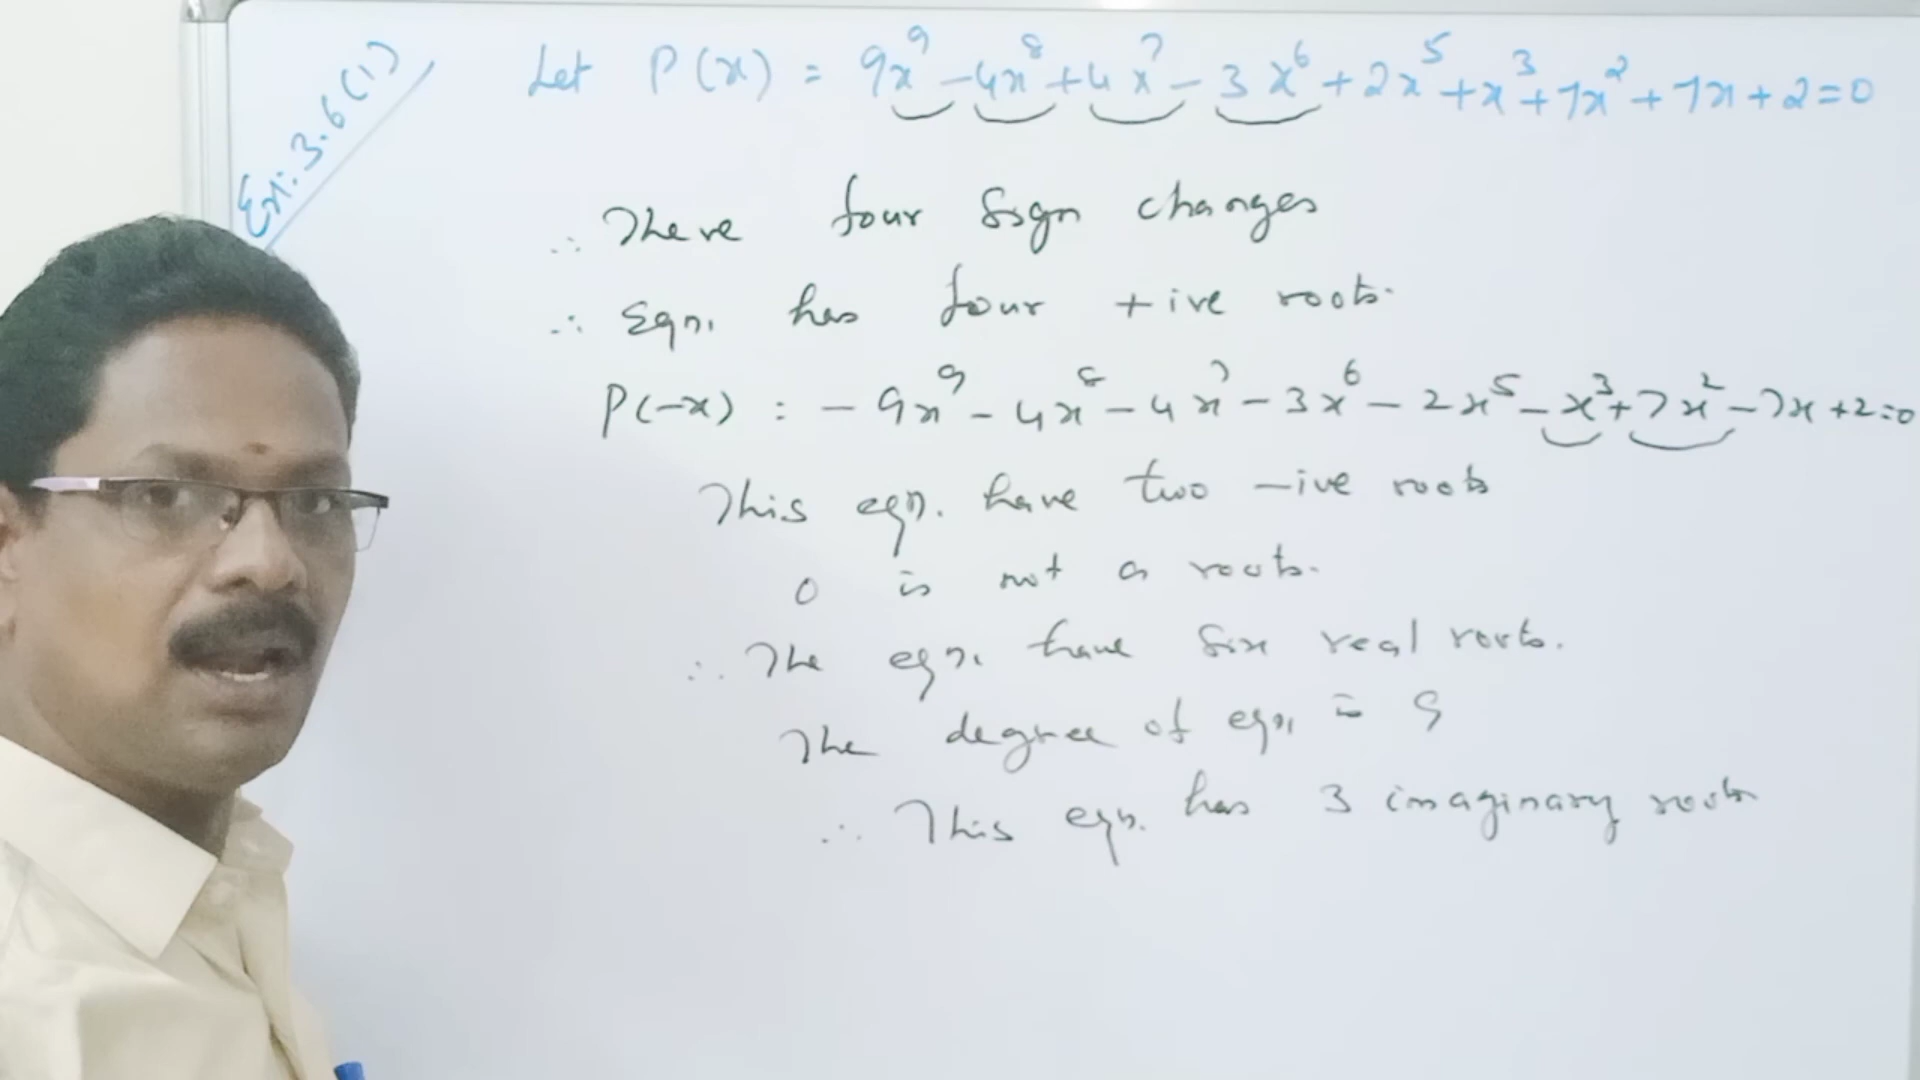 Ex: 3.6(1)
Let P(x) = 9x⁹ - 4x⁸ + 4x⁷ - 3x⁶ + 2x⁵ + x³ + 7x² + 7x + 2 = 0
∴ There four sign changes
∴ Eqn. has four +ive roots.
P(-x) : - 9x⁹ - 4x⁸ - 4x⁷ - 3x⁶ - 2x⁵ - x³ + 7x² - 7x + 2 = 0
This eqn. have two -ive roots
0 is not a roots.
∴ The eqn. have six real roots.
The degree of eqn is 9
∴ This eqn. has 3 imaginary roots